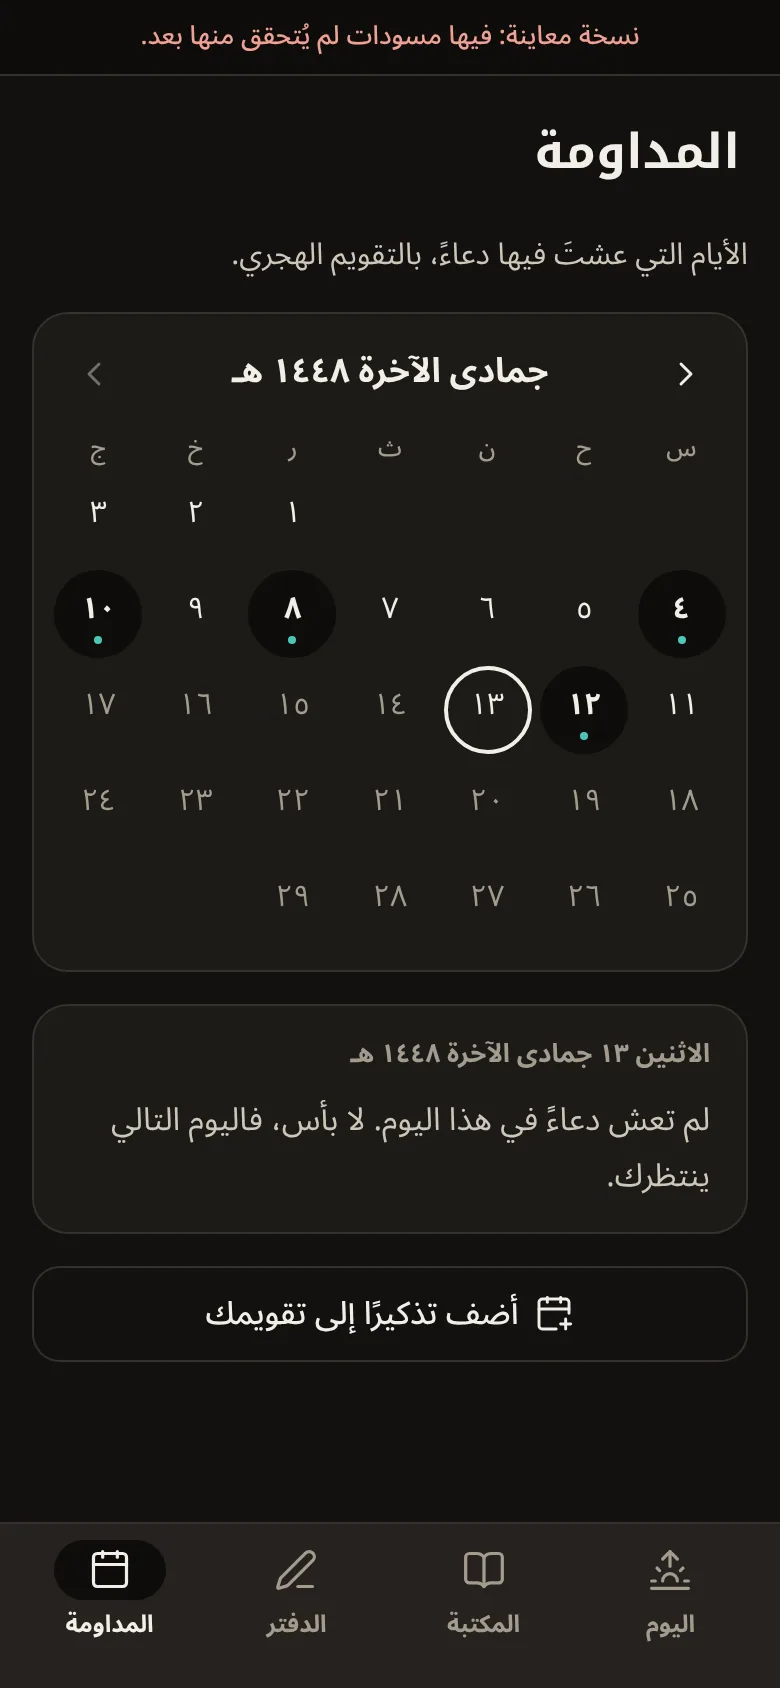 نسخة معاينة: فيها مسودات لم يُتحقق منها بعد.
المداومة
الأيام التي عشتَ فيها دعاءً، بالتقويم الهجري.
جمادى الآخرة ١٤٤٨ هـ
س ح ن ث ر خ ج
١ ٢ ٣
٤ ٥ ٦ ٧ ٨ ٩ ١٠
١١ ١٢ ١٣ ١٤ ١٥ ١٦ ١٧
١٨ ١٩ ٢٠ ٢١ ٢٢ ٢٣ ٢٤
٢٥ ٢٦ ٢٧ ٢٨ ٢٩
الاثنين ١٣ جمادى الآخرة ١٤٤٨ هـ
لم تعش دعاءً في هذا اليوم. لا بأس، فاليوم التالي
ينتظرك.
أضف تذكيرًا إلى تقويمك
اليوم المكتبة الدفتر المداومة